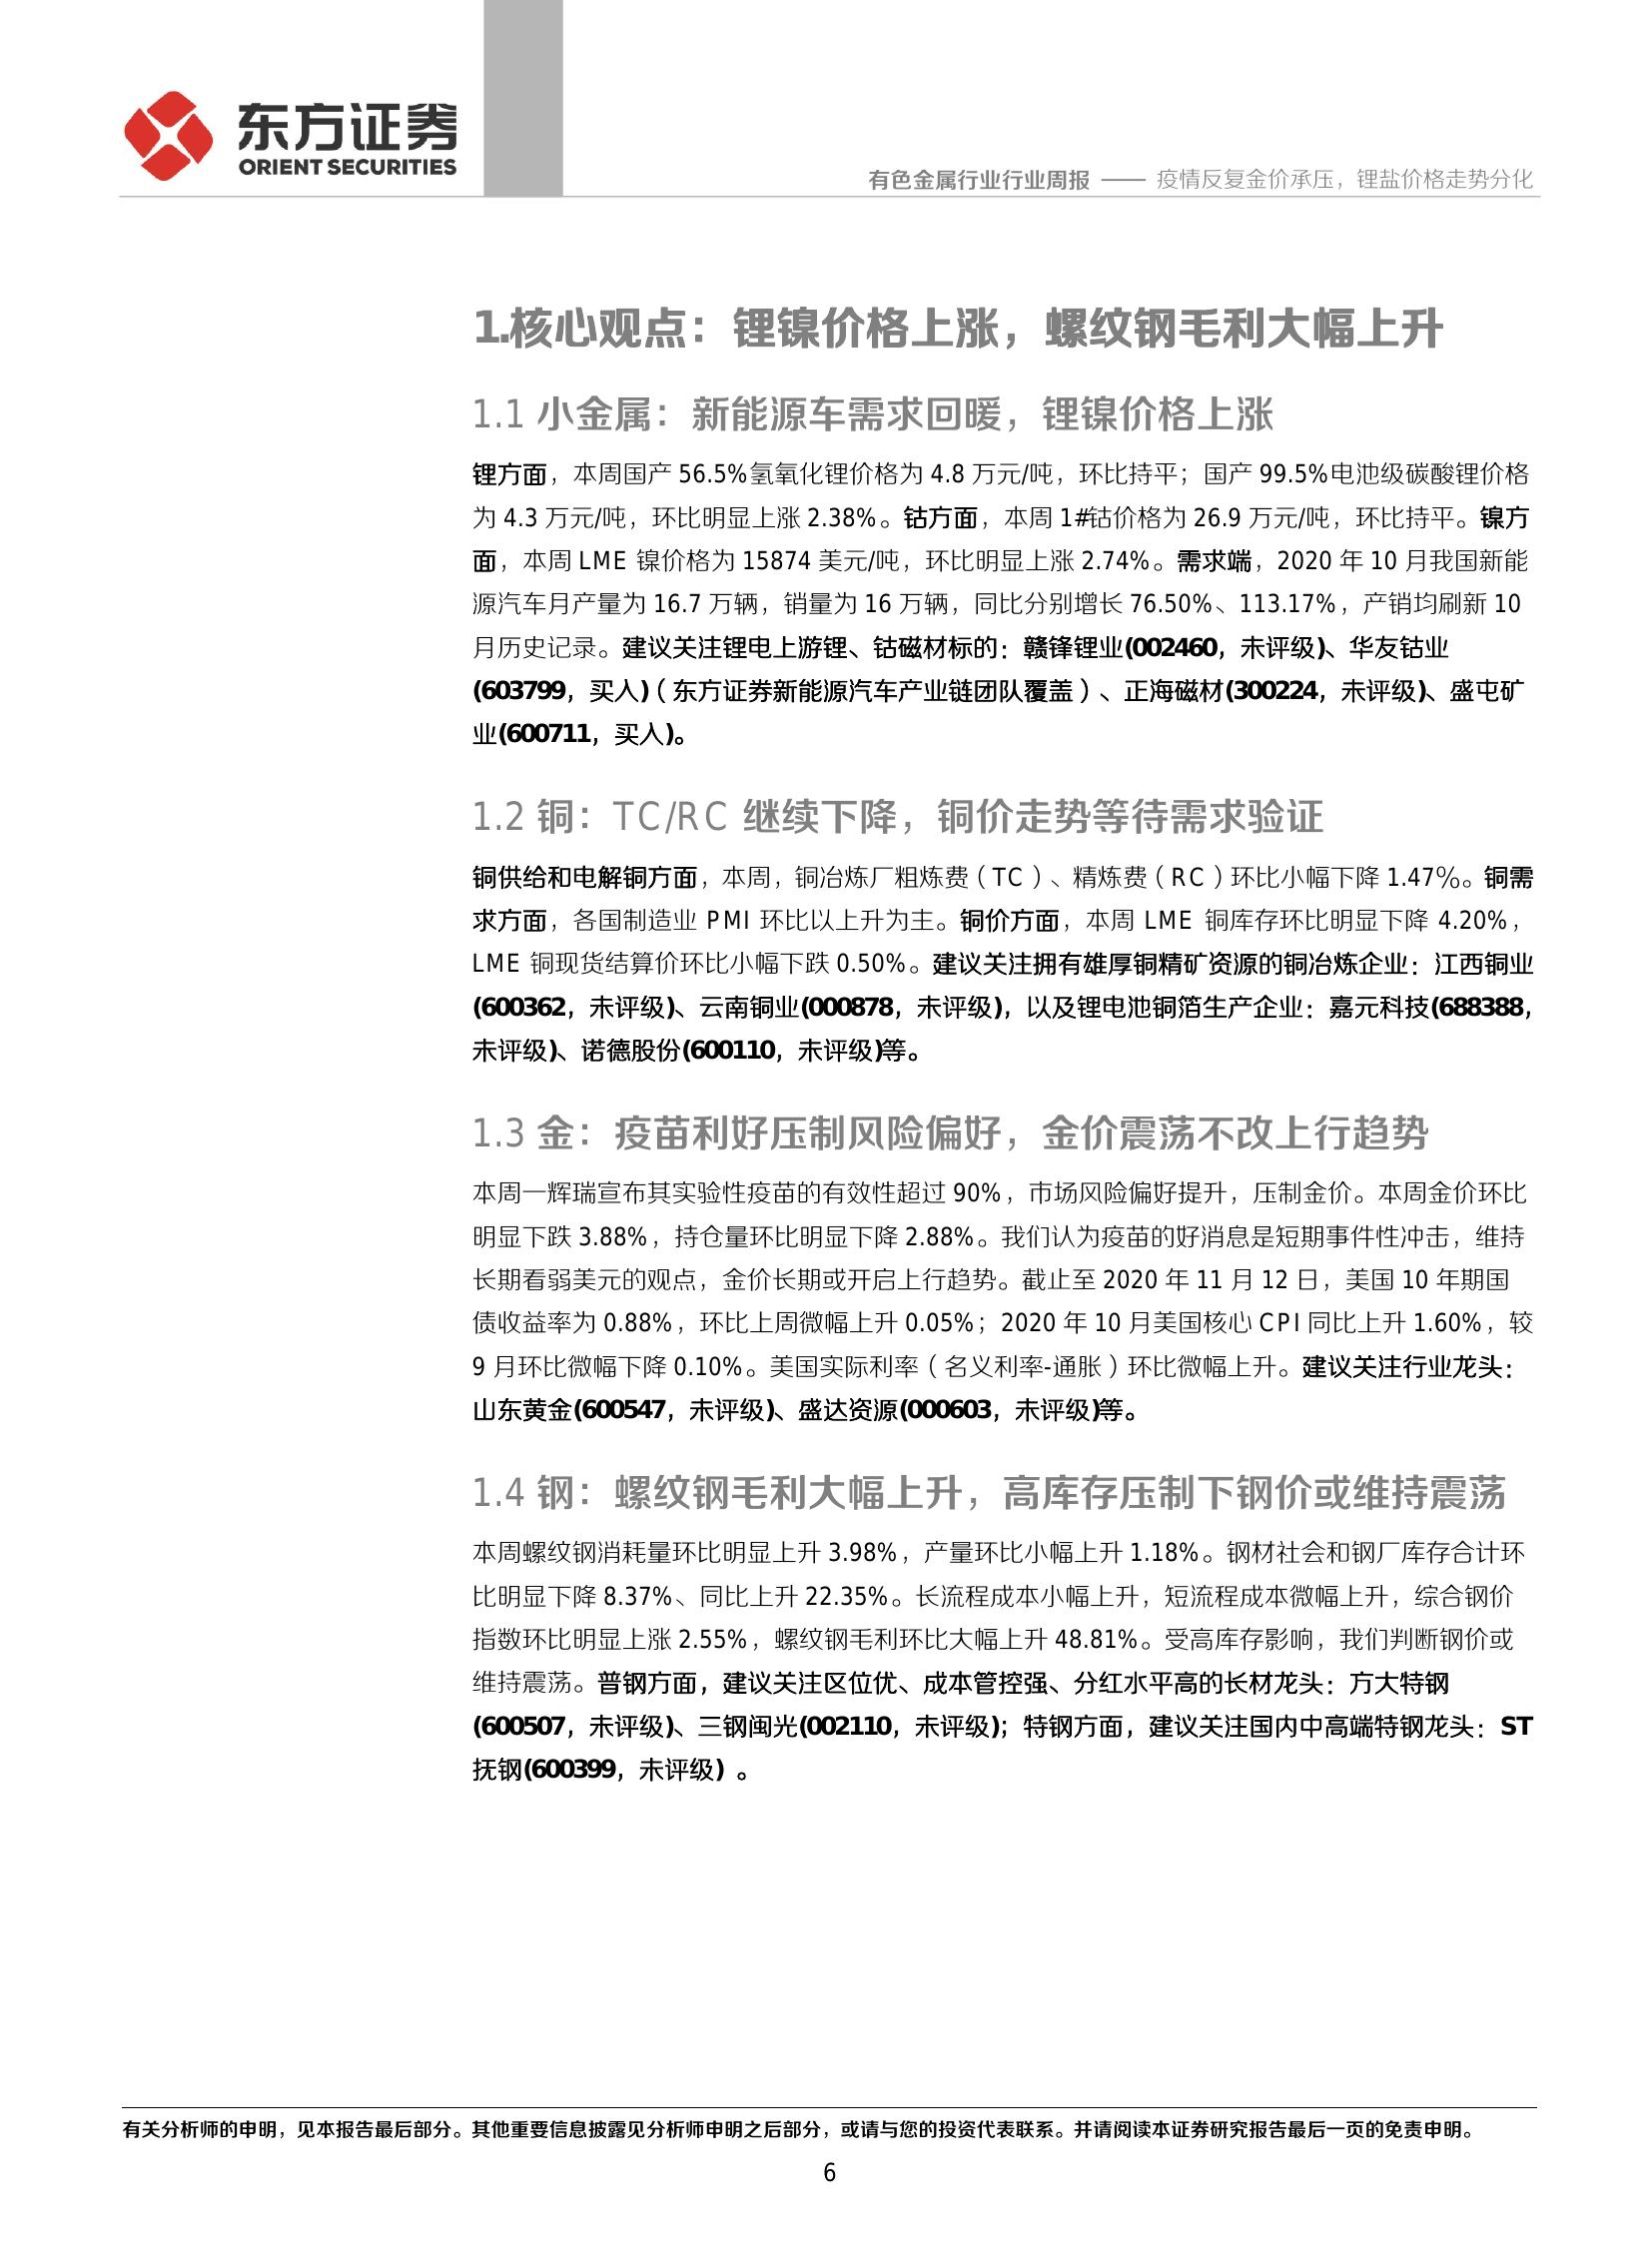 东方证券
ORIENT SECURITIES
有色金属行业行业周报 —— 疫情反复金价承压，锂盐价格走势分化
1.核心观点：锂镍价格上涨，螺纹钢毛利大幅上升
1.1 小金属：新能源车需求回暖，锂镍价格上涨
锂方面，本周国产 56.5%氢氧化锂价格为 4.8 万元/吨，环比持平；国产 99.5%电池级碳酸锂价格
为 4.3 万元/吨，环比明显上涨 2.38%。钴方面，本周 1#钴价格为 26.9 万元/吨，环比持平。镍方
面，本周 LME 镍价格为 15874 美元/吨，环比明显上涨 2.74%。需求端，2020 年 10 月我国新能
源汽车月产量为 16.7 万辆，销量为 16 万辆，同比分别增长 76.50%、113.17%，产销均刷新 10
月历史记录。建议关注锂电上游锂、钴磁材标的：赣锋锂业(002460，未评级)、华友钴业
(603799，买入)（东方证券新能源汽车产业链团队覆盖）、正海磁材(300224，未评级)、盛屯矿
业(600711，买入)。
1.2 铜：TC/RC 继续下降，铜价走势等待需求验证
铜供给和电解铜方面，本周，铜冶炼厂粗炼费（TC）、精炼费（RC）环比小幅下降 1.47%。铜需
求方面，各国制造业 PMI 环比以上升为主。铜价方面，本周 LME 铜库存环比明显下降 4.20%，
LME 铜现货结算价环比小幅下跌 0.50%。建议关注拥有雄厚铜精矿资源的铜冶炼企业：江西铜业
(600362，未评级)、云南铜业(000878，未评级)，以及锂电池铜箔生产企业：嘉元科技(688388，
未评级)、诺德股份(600110，未评级)等。
1.3 金：疫苗利好压制风险偏好，金价震荡不改上行趋势
本周一辉瑞宣布其实验性疫苗的有效性超过 90%，市场风险偏好提升，压制金价。本周金价环比
明显下跌 3.88%，持仓量环比明显下降 2.88%。我们认为疫苗的好消息是短期事件性冲击，维持
长期看弱美元的观点，金价长期或开启上行趋势。截止至 2020 年 11 月 12 日，美国 10 年期国
债收益率为 0.88%，环比上周微幅上升 0.05%；2020 年 10 月美国核心 CPI 同比上升 1.60%，较
9 月环比微幅下降 0.10%。美国实际利率（名义利率-通胀）环比微幅上升。建议关注行业龙头：
山东黄金(600547，未评级)、盛达资源(000603，未评级)等。
1.4 钢：螺纹钢毛利大幅上升，高库存压制下钢价或维持震荡
本周螺纹钢消耗量环比明显上升 3.98%，产量环比小幅上升 1.18%。钢材社会和钢厂库存合计环
比明显下降 8.37%、同比上升 22.35%。长流程成本小幅上升，短流程成本微幅上升，综合钢价
指数环比明显上涨 2.55%，螺纹钢毛利环比大幅上升 48.81%。受高库存影响，我们判断钢价或
维持震荡。普钢方面，建议关注区位优、成本管控强、分红水平高的长材龙头：方大特钢
(600507，未评级)、三钢闽光(002110，未评级)；特钢方面，建议关注国内中高端特钢龙头：ST
抚钢(600399，未评级) 。
有关分析师的申明，见本报告最后部分。其他重要信息披露见分析师申明之后部分，或请与您的投资代表联系。并请阅读本证券研究报告最后一页的免责申明。
6